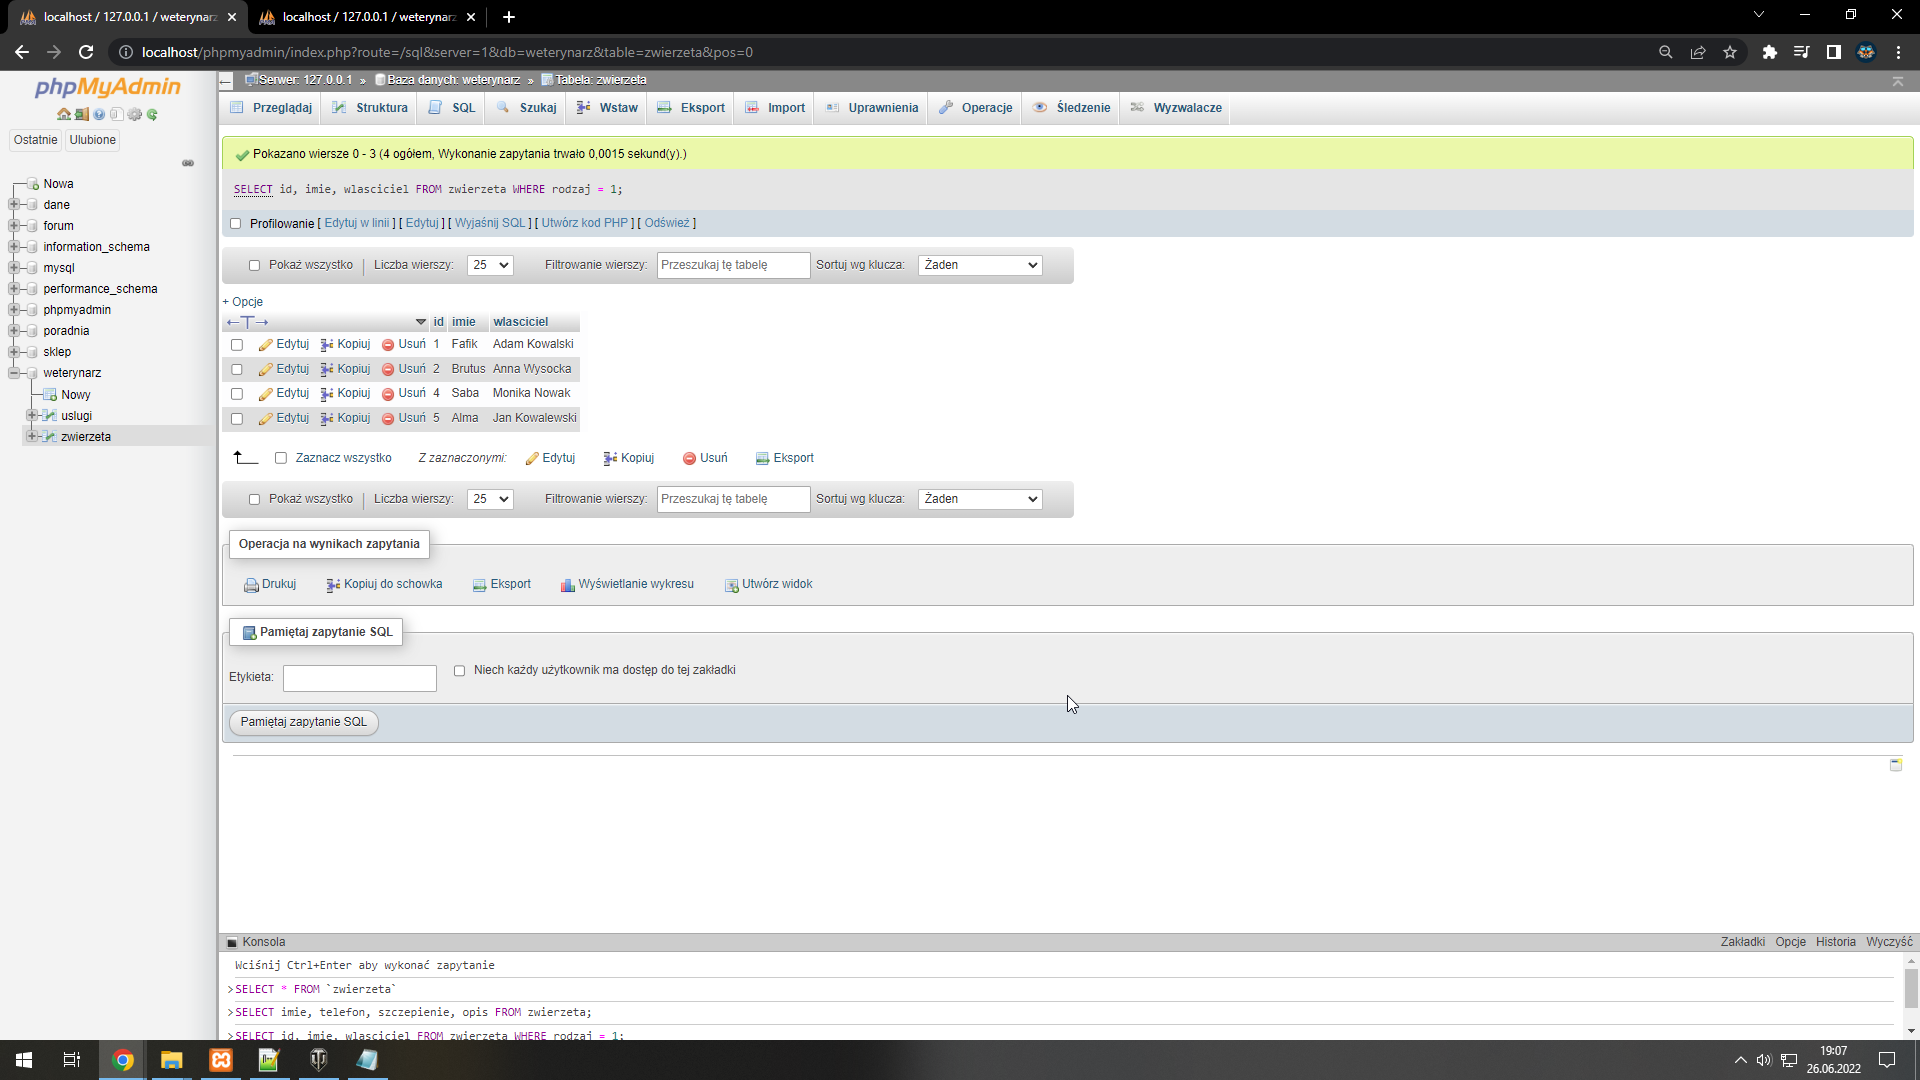 localhost / 127.0.0.1 / weterynarz
localhost / 127.0.0.1 / weterynarz
localhost/phpmyadmin/index.php?route=/sql&server=1&db=weterynarz&table=zwierzeta&pos=0
phpMyAdmin
Ostatnie Ulubione
Nowa
dane
forum
information_schema
mysql
performance_schema
phpmyadmin
poradnia
sklep
weterynarz
Nowy
uslugi
zwierzeta
Serwer: 127.0.0.1 » Baza danych: weterynarz » Tabela: zwierzeta
Przeglądaj Struktura SQL Szukaj Wstaw Eksport Import Uprawnienia Operacje Śledzenie Wyzwalacze
Pokazano wiersze 0 - 3 (4 ogółem, Wykonanie zapytania trwało 0,0015 sekund(y).)
SELECT id, imie, wlasciciel FROM zwierzeta WHERE rodzaj = 1;
Profilowanie [ Edytuj w linii ] [ Edytuj ] [ Wyjaśnij SQL ] [ Utwórz kod PHP ] [ Odśwież ]
Pokaż wszystko | Liczba wierszy: 25 Filtrowanie wierszy: Przeszukaj tę tabelę Sortuj wg klucza: Żaden
+ Opcje
←T→ id imie wlasciciel
Edytuj Kopiuj Usuń 1 Fafik Adam Kowalski
Edytuj Kopiuj Usuń 2 Brutus Anna Wysocka
Edytuj Kopiuj Usuń 4 Saba Monika Nowak
Edytuj Kopiuj Usuń 5 Alma Jan Kowalewski
Zaznacz wszystko Z zaznaczonymi: Edytuj Kopiuj Usuń Eksport
Pokaż wszystko | Liczba wierszy: 25 Filtrowanie wierszy: Przeszukaj tę tabelę Sortuj wg klucza: Żaden
Operacja na wynikach zapytania
Drukuj Kopiuj do schowka Eksport Wyświetlanie wykresu Utwórz widok
Pamiętaj zapytanie SQL
Etykieta: Niech każdy użytkownik ma dostęp do tej zakładki
Pamiętaj zapytanie SQL
Konsola Zakładki Opcje Historia Wyczyść
Wciśnij Ctrl+Enter aby wykonać zapytanie
>SELECT * FROM `zwierzeta`
>SELECT imie, telefon, szczepienie, opis FROM zwierzeta;
>SELECT id, imie, wlasciciel FROM zwierzeta WHERE rodzaj = 1;
19:07
26.06.2022